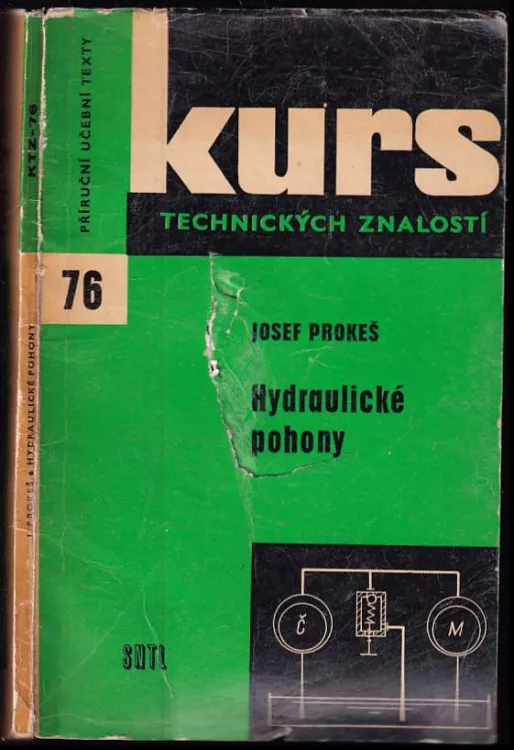 KTZ-76
J. PROKEŠ • HYDRAULICKÉ POHONY
PŘÍRUČNÍ UČEBNÍ TEXTY
kurs
TECHNICKÝCH ZNALOSTÍ
76
JOSEF PROKEŠ
Hydraulické
pohony
Č
M
SNTL